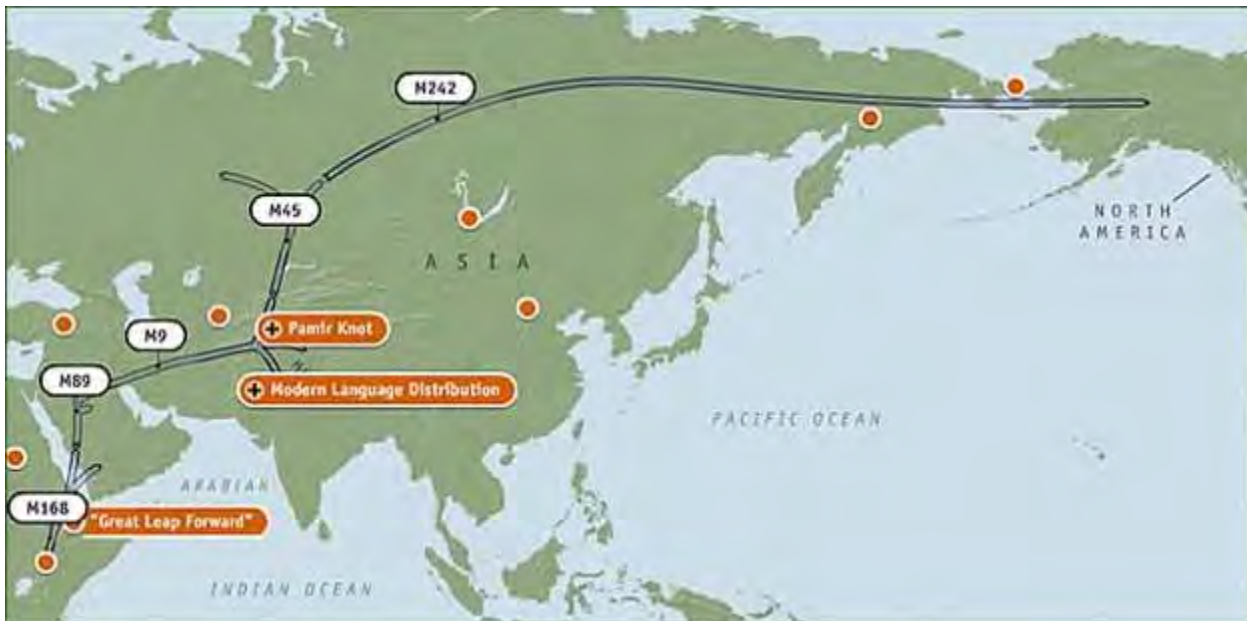 M242
M45
NORTH
AMERICA
ASIA
Pamir Knot
M9
M89
Modern Language Distribution
PACIFIC OCEAN
ARABIAN
M168
"Great Leap Forward"
INDIAN OCEAN